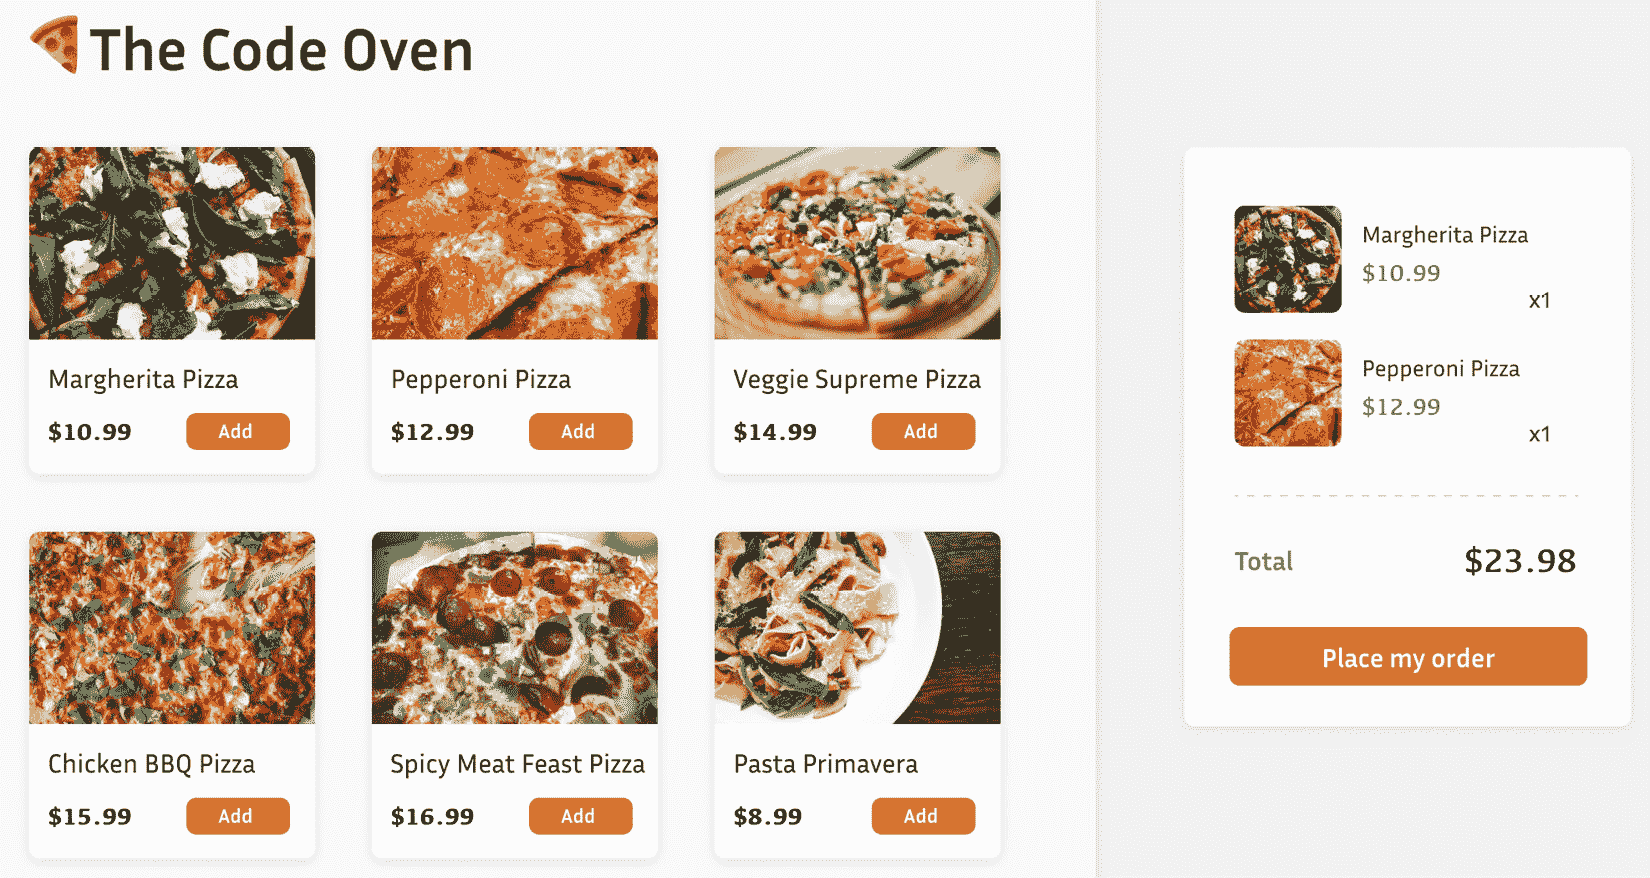 The Code Oven
Margherita Pizza
$10.99 Add
Pepperoni Pizza
$12.99 Add
Veggie Supreme Pizza
$14.99 Add
Chicken BBQ Pizza
$15.99 Add
Spicy Meat Feast Pizza
$16.99 Add
Pasta Primavera
$8.99 Add
Margherita Pizza
$10.99
x1
Pepperoni Pizza
$12.99
x1
Total $23.98
Place my order